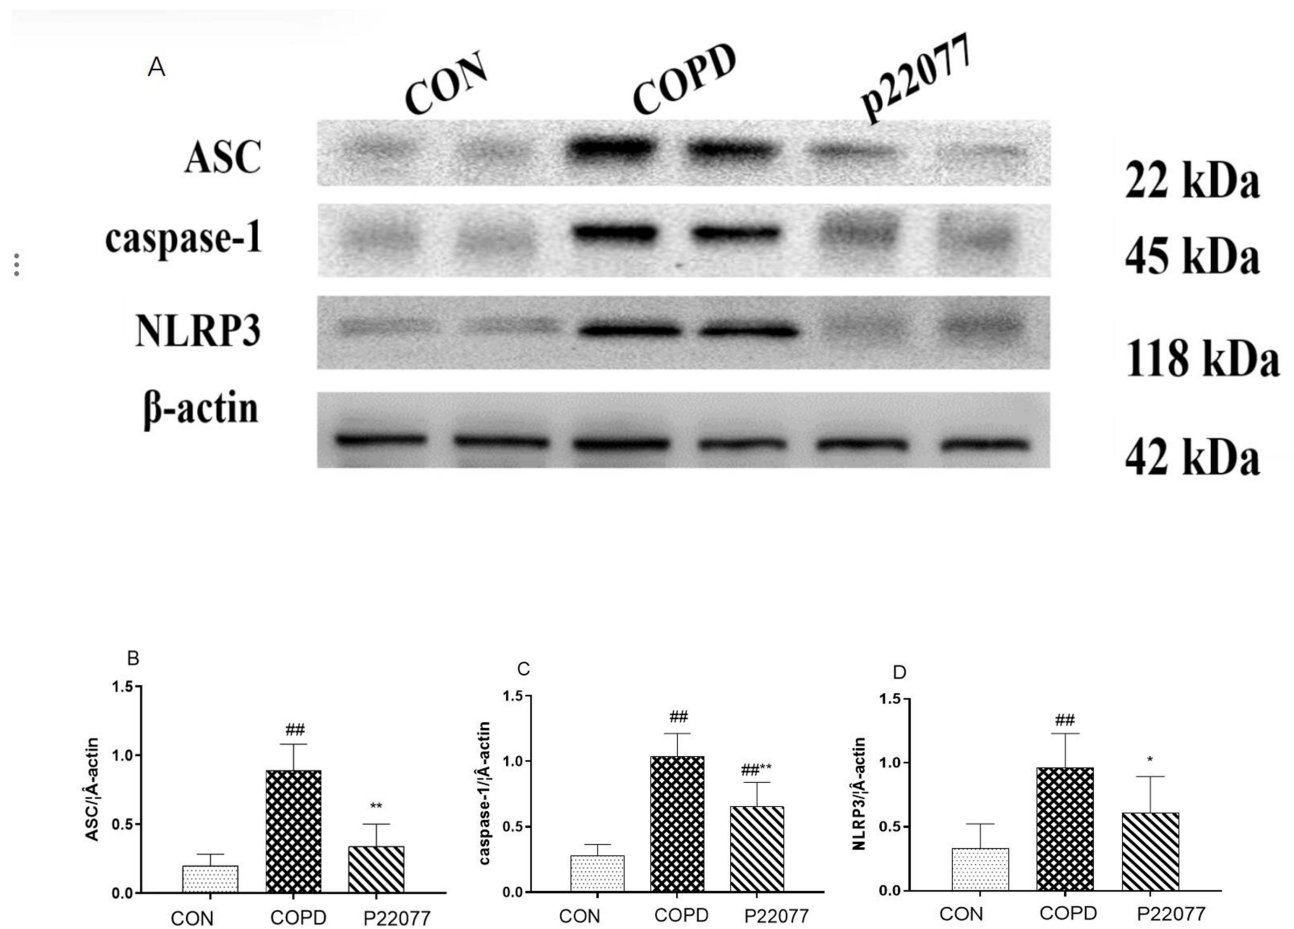 A
CON
COPD
p22077
ASC
22 kDa
caspase-1
45 kDa
NLRP3
118 kDa
β-actin
42 kDa
B
1.5
1.0
0.5
0.0
ASC/¦Â-actin
##
**
CON
COPD
P22077
C
1.5
1.0
0.5
0.0
caspase-1/¦Â-actin
##
##**
CON
COPD
P22077
D
1.5
1.0
0.5
0.0
NLRP3/¦Â-actin
##
*
CON
COPD
P22077